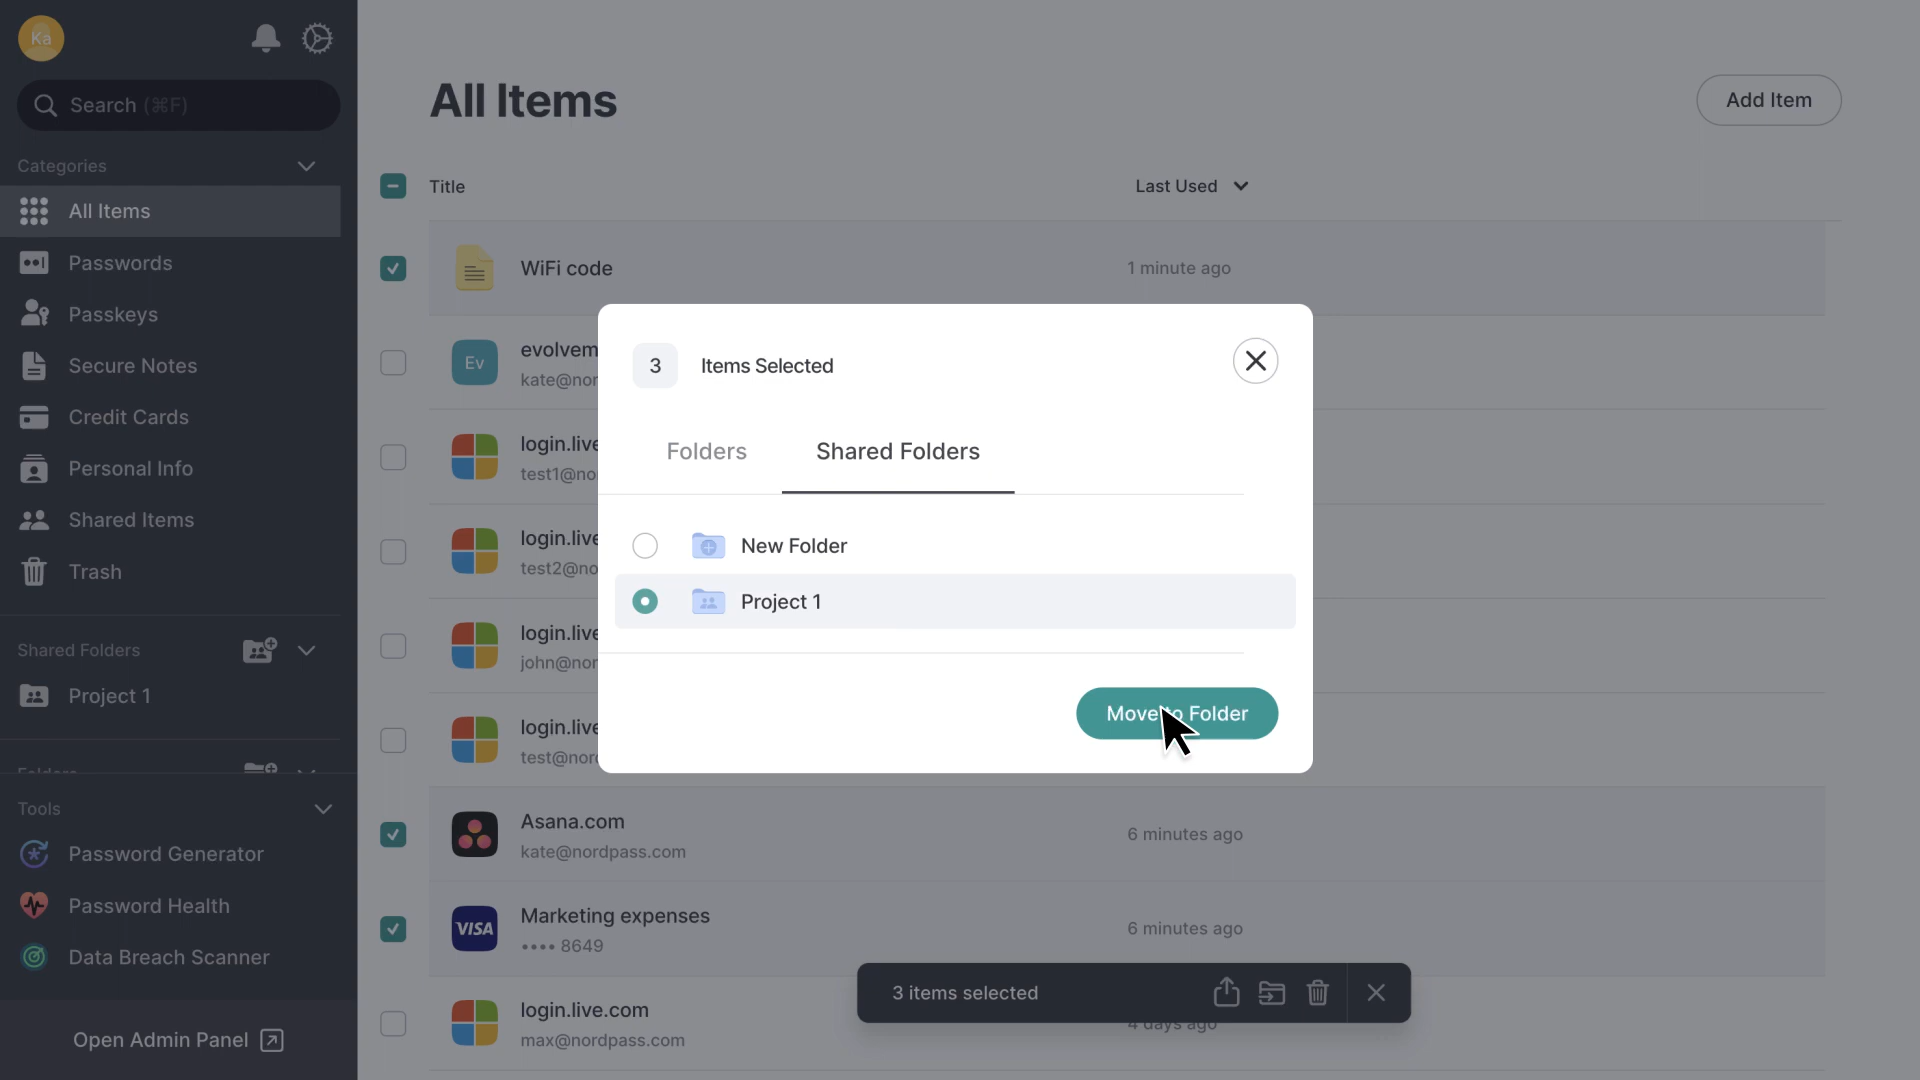 Ka
Search (⌘F)
Categories
All Items
Passwords
Passkeys
Secure Notes
Credit Cards
Personal Info
Shared Items
Trash
Shared Folders
Project 1
Folders
Tools
Password Generator
Password Health
Data Breach Scanner
Open Admin Panel
All Items
Add Item
Title
Last Used
WiFi code
1 minute ago
Ev
evolvem
kate@nor
login.live
test1@no
login.live
test2@no
login.live
john@nor
login.live
test@nor
Asana.com
kate@nordpass.com
6 minutes ago
VISA
Marketing expenses
•••• 8649
6 minutes ago
login.live.com
max@nordpass.com
4 days ago
3 Items Selected
Folders
Shared Folders
New Folder
Project 1
Move to Folder
3 items selected